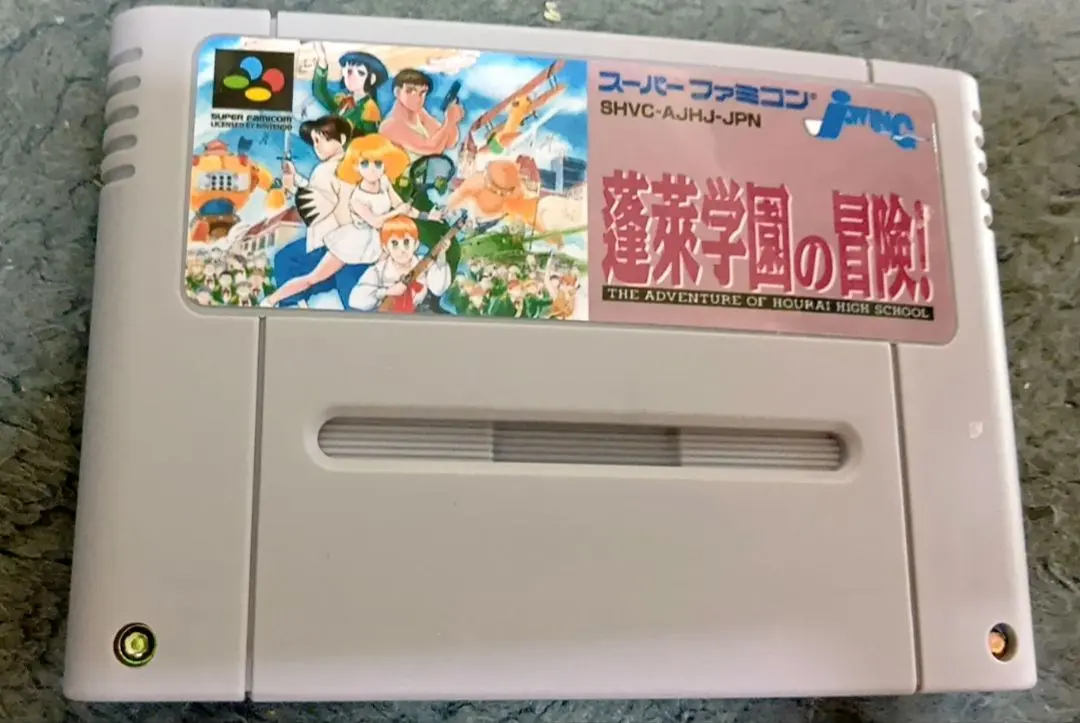 SUPER FAMICOM
LICENSED BY NINTENDO
スーパーファミコン®
SHVC-AJHJ-JPN
J・WING
蓬萊学園の冒険!
THE ADVENTURE OF HOURAI HIGH SCHOOL